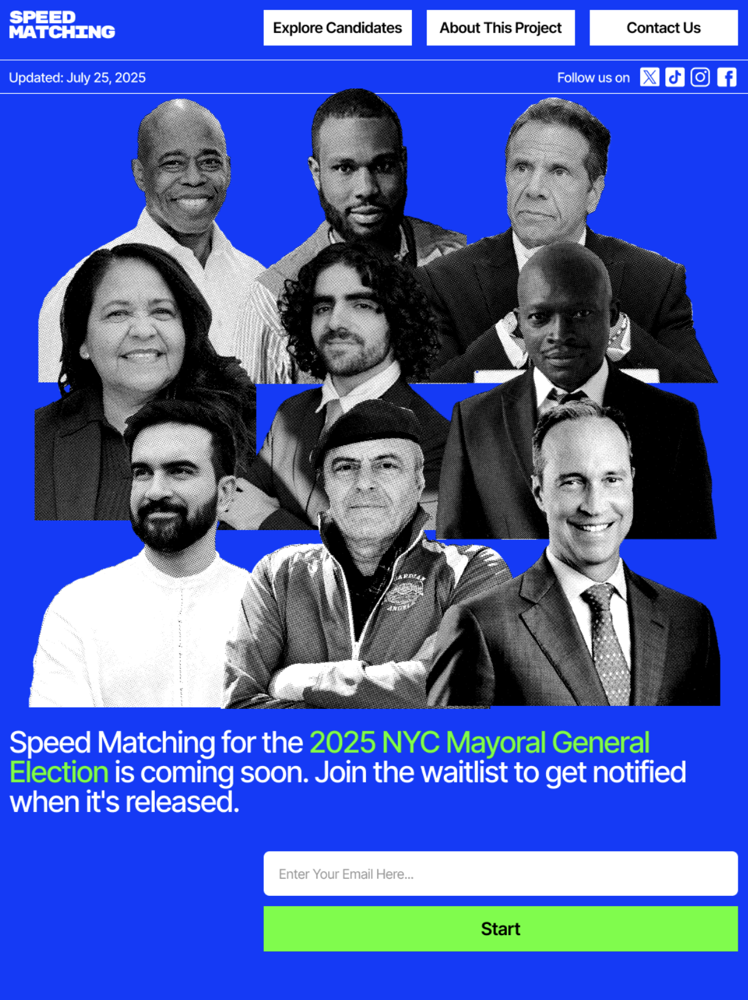 SPEED
MATCHING
Explore Candidates
About This Project
Contact Us
Updated: July 25, 2025
Follow us on
ANGELS
Speed Matching for the 2025 NYC Mayoral General
Election is coming soon. Join the waitlist to get notified
when it's released.
Enter Your Email Here...
Start